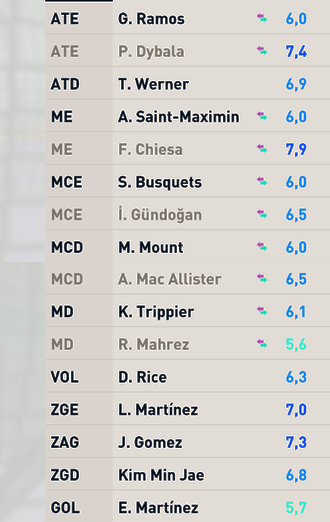 ATE G. Ramos 6,0
ATE P. Dybala 7,4
ATD T. Werner 6,9
ME A. Saint-Maximin 6,0
ME F. Chiesa 7,9
MCE S. Busquets 6,0
MCE İ. Gündoğan 6,5
MCD M. Mount 6,0
MCD A. Mac Allister 6,5
MD K. Trippier 6,1
MD R. Mahrez 5,6
VOL D. Rice 6,3
ZGE L. Martínez 7,0
ZAG J. Gomez 7,3
ZGD Kim Min Jae 6,8
GOL E. Martínez 5,7